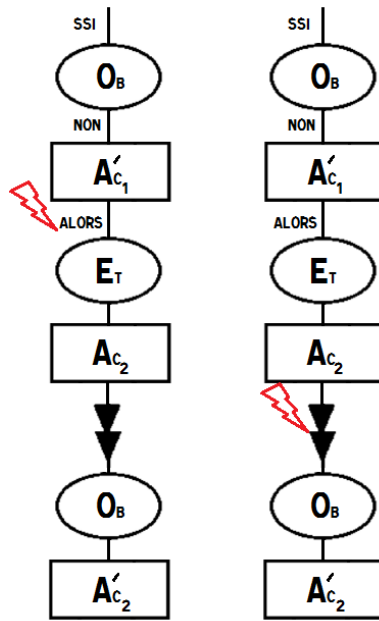 SSI SSI
OB OB
NON NON
A'C1 A'C1
ALORS ALORS
ET ET
AC2 AC2
OB OB
A'C2 A'C2